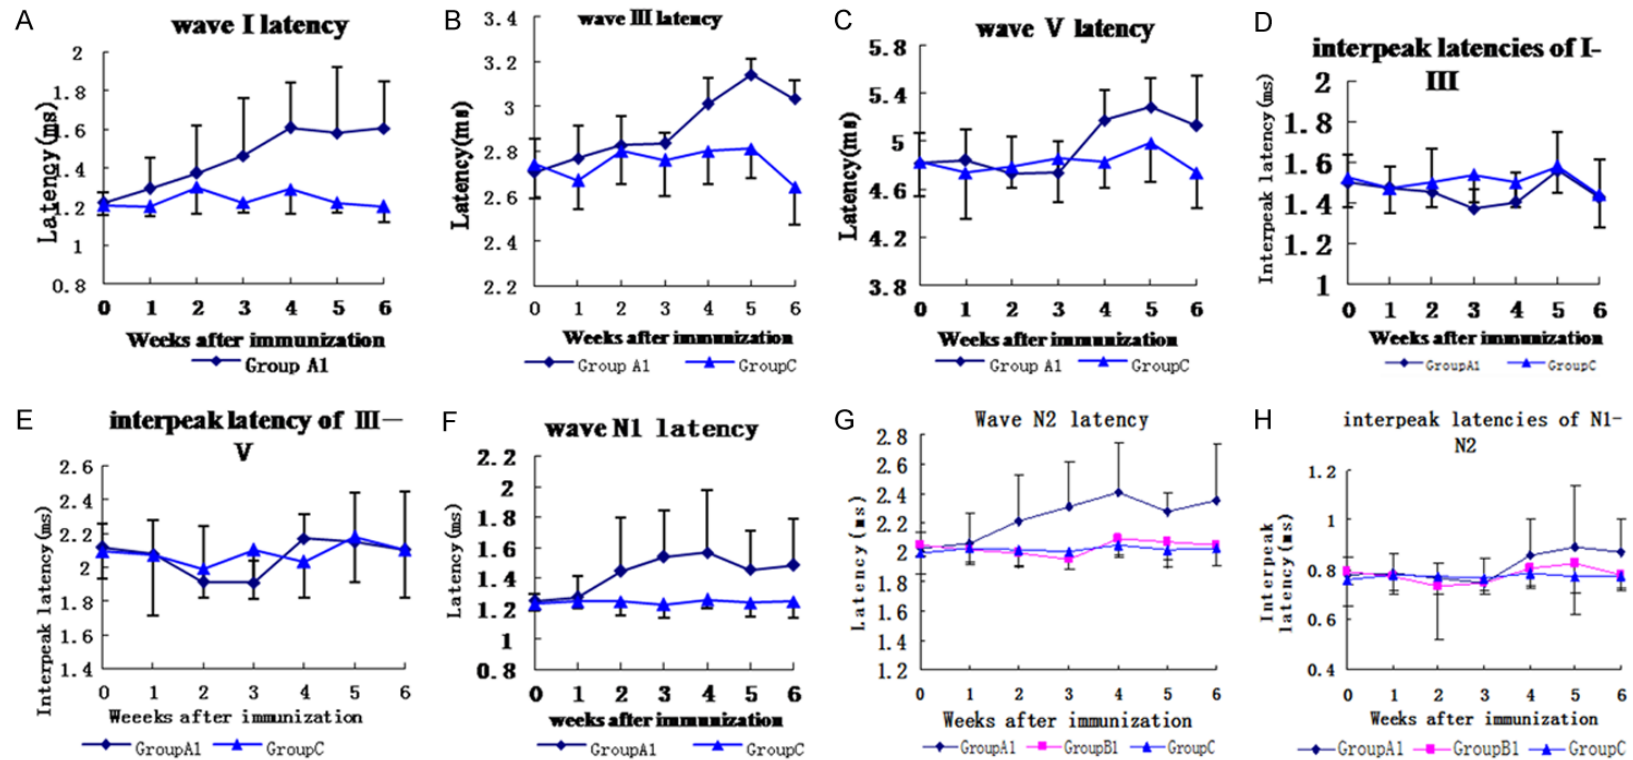 A
wave I latency
Latency(ms)
2
1.8
1.6
1.4
1.2
1
0.8
0 1 2 3 4 5 6
Weeks after immunization
Group A1
B
wave III latency
Latency(ms)
3.4
3.2
3
2.8
2.6
2.4
2.2
0 1 2 3 4 5 6
Weeks after immunization
Group A1 GroupC
C
wave V latency
Latency(ms)
5.8
5.4
5
4.6
4.2
3.8
0 1 2 3 4 5 6
Weeks after immunization
Group A1 GroupC
D
interpeak latencies of I-
III
Interpeak latency(ms)
2
1.8
1.6
1.4
1.2
1
0 1 2 3 4 5 6
Weeks after immunization
GroupA1 GroupC
E
interpeak latency of III—
V
Interpeak latency(ms)
2.6
2.4
2.2
2
1.8
1.6
1.4
0 1 2 3 4 5 6
Weeeks after immunization
GroupA1 GroupC
F
wave N1 latency
Latency(ms)
2.2
2
1.8
1.6
1.4
1.2
1
0.8
0 1 2 3 4 5 6
weeks after immunization
GroupA1 GroupC
G
Wave N2 latency
Latency(ms)
2.8
2.6
2.4
2.2
2
1.8
1.6
1.4
1.2
0 1 2 3 4 5 6
Weeks after immunization
GroupA1 GroupB1 GroupC
H
interpeak latencies of N1-
N2
Interpeak
latency(ms)
1.2
1
0.8
0.6
0.4
0 1 2 3 4 5 6
Weeks after immunization
GroupA1 GroupB1 GroupC